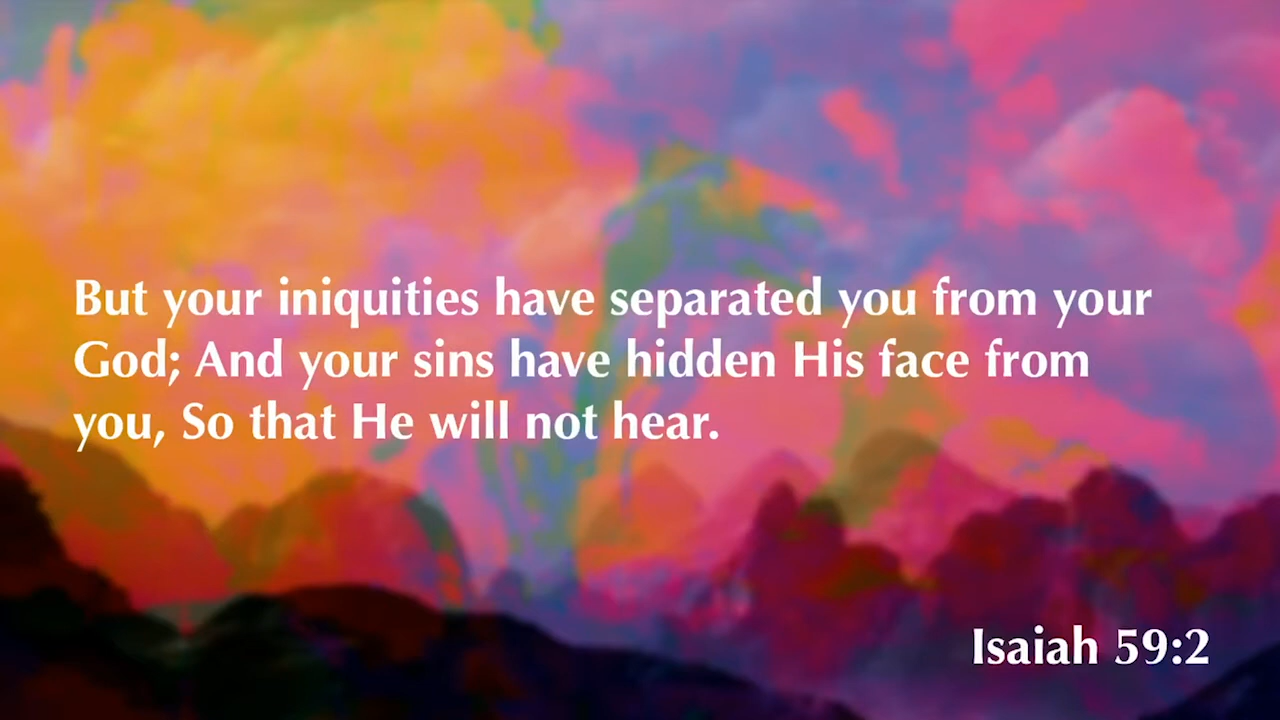 But your iniquities have separated you from your
God; And your sins have hidden His face from
you, So that He will not hear.
Isaiah 59:2